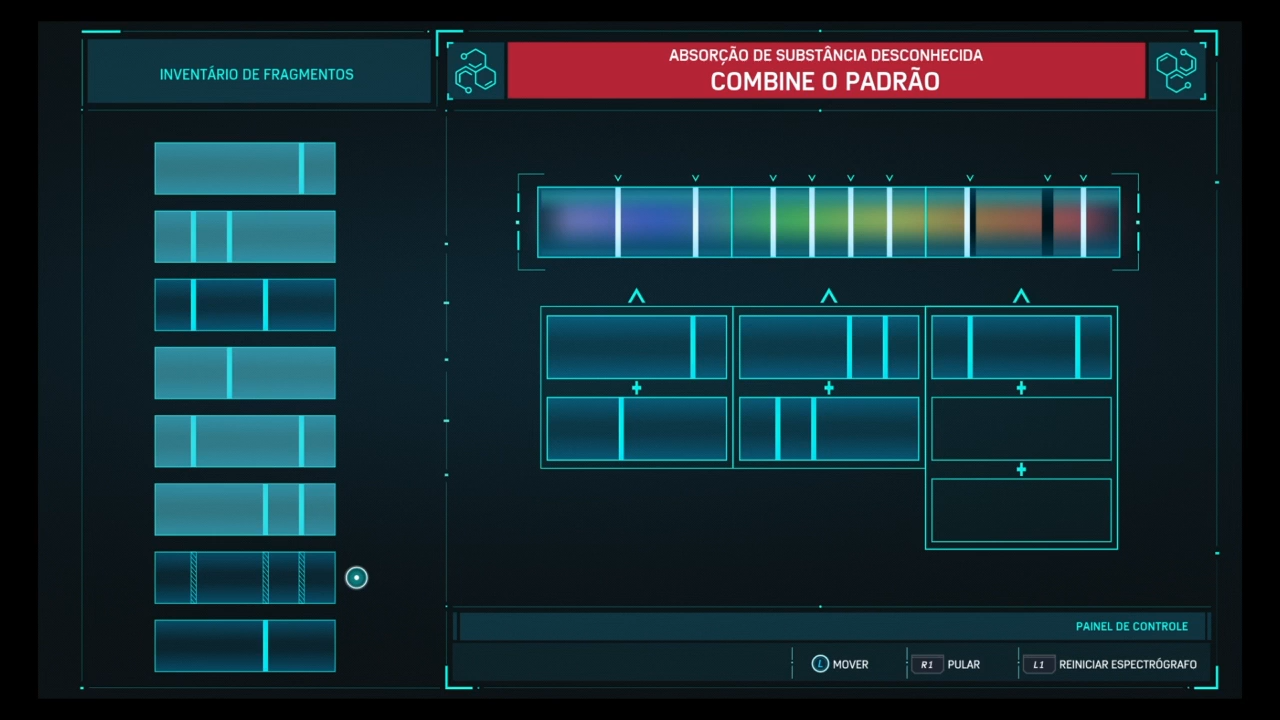 INVENTÁRIO DE FRAGMENTOS
ABSORÇÃO DE SUBSTÂNCIA DESCONHECIDA
COMBINE O PADRÃO
PAINEL DE CONTROLE
L MOVER
R1 PULAR
L1 REINICIAR ESPECTRÓGRAFO